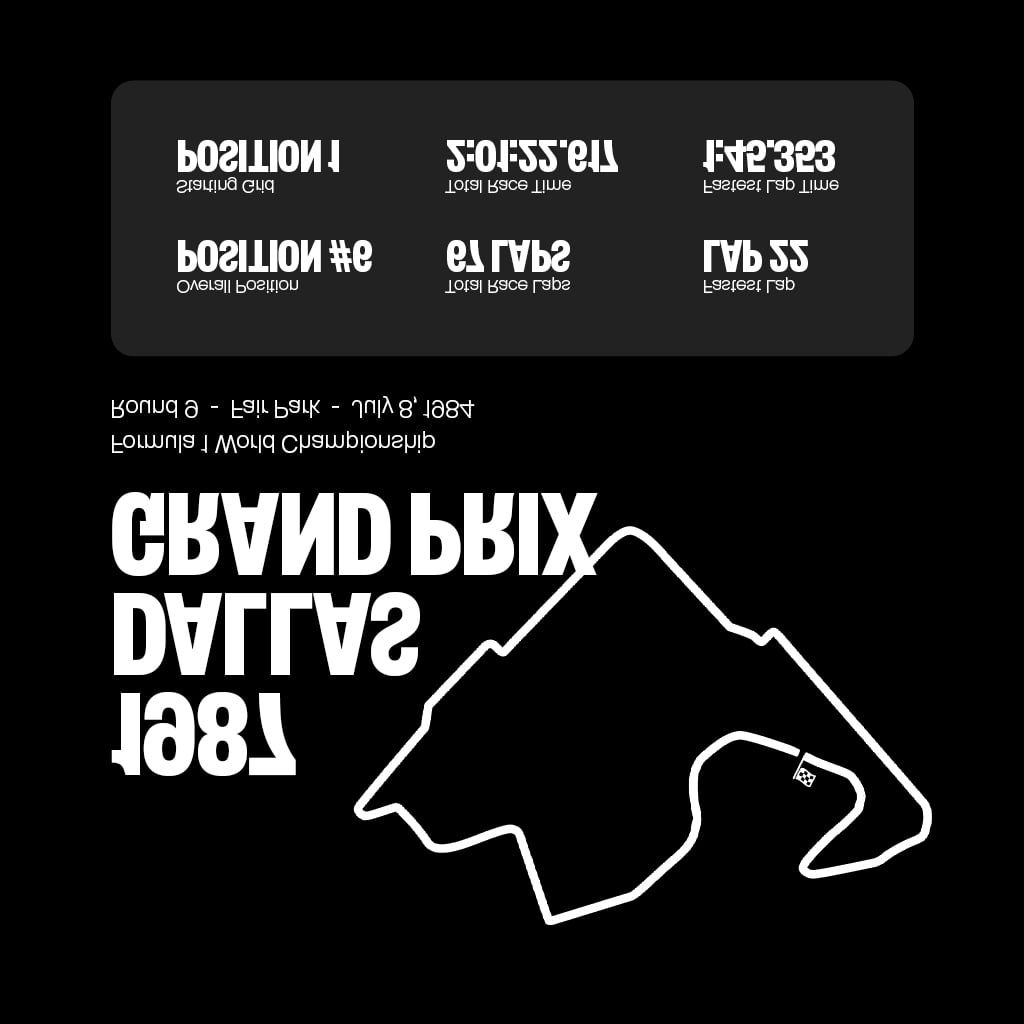 1987
DALLAS
GRAND PRIX
Formula 1 World Championship
Round 9 - Fair Park - July 8, 1984
Overall Position
POSITION #6
Total Race Laps
67 LAPS
Fastest Lap
LAP 22
Starting Grid
POSITION 1
Total Race Time
2:01:22.617
Fastest Lap Time
1:45.353